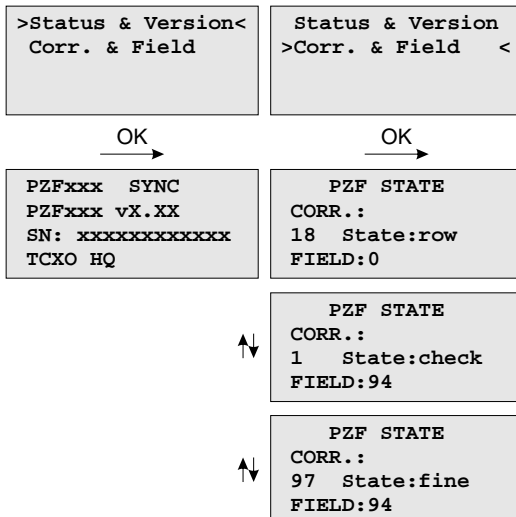 >Status & Version<
Corr. & Field
OK
PZFxxx SYNC
PZFxxx vX.XX
SN: xxxxxxxxxxxx
TCXO HQ
Status & Version
>Corr. & Field <
OK
PZF STATE
CORR.:
18 State:row
FIELD:0
PZF STATE
CORR.:
1 State:check
FIELD:94
PZF STATE
CORR.:
97 State:fine
FIELD:94